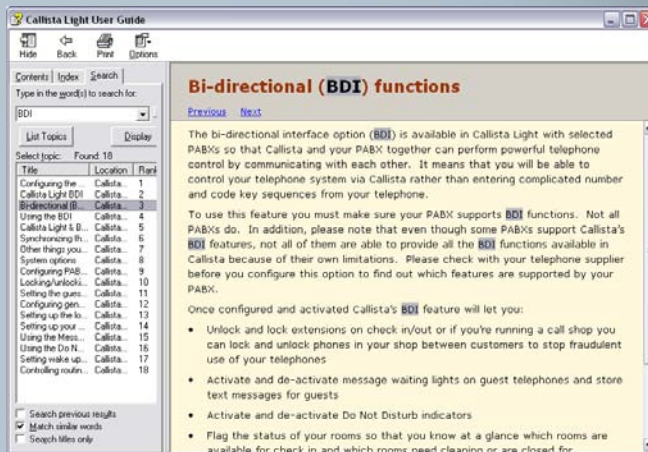 Callista Light User Guide
Hide Back Print Options
Contents Index Search
Type in the word(s) to search for:
BDI
List Topics Display
Select topic: Found: 18
Title Location Rank
Configuring the ... Callista... 1
Callista Light BDI Callista... 2
Bi-directional (B... Callista... 3
Using the BDI Callista... 4
Callista Light & B... Callista... 5
Synchronizing th... Callista... 6
Other things you... Callista... 7
System options Callista... 8
Configuring PAB... Callista... 9
Locking/unlocki... Callista... 10
Setting the gues... Callista... 11
Configuring gen... Callista... 12
Setting up the lo... Callista... 13
Setting up your ... Callista... 14
Using the Mess... Callista... 15
Using the Do N... Callista... 16
Setting wake up... Callista... 17
Controlling routin... Callista... 18
Search previous results
Match similar words
Search titles only
Bi-directional (BDI) functions
Previous Next
The bi-directional interface option (BDI) is available in Callista Light with selected
PABXs so that Callista and your PABX together can perform powerful telephone
control by communicating with each other. It means that you will be able to
control your telephone system via Callista rather than entering complicated number
and code key sequences from your telephone.
To use this feature you must make sure your PABX supports BDI functions. Not all
PABXs do. In addition, please note that even though some PABXs support Callista's
BDI features, not all of them are able to provide all the BDI functions available in
Callista because of their own limitations. Please check with your telephone supplier
before you configure this option to find out which features are supported by your
PABX.
Once configured and activated Callista's BDI feature will let you:
• Unlock and lock extensions on check in/out or if you're running a call shop you
can lock and unlock phones in your shop between customers to stop fraudulent
use of your telephones
• Activate and de-activate message waiting lights on guest telephones and store
text messages for guests
• Activate and de-activate Do Not Disturb indicators
• Flag the status of your rooms so that you know at a glance which rooms are
available for check in and which rooms need cleaning or are closed for